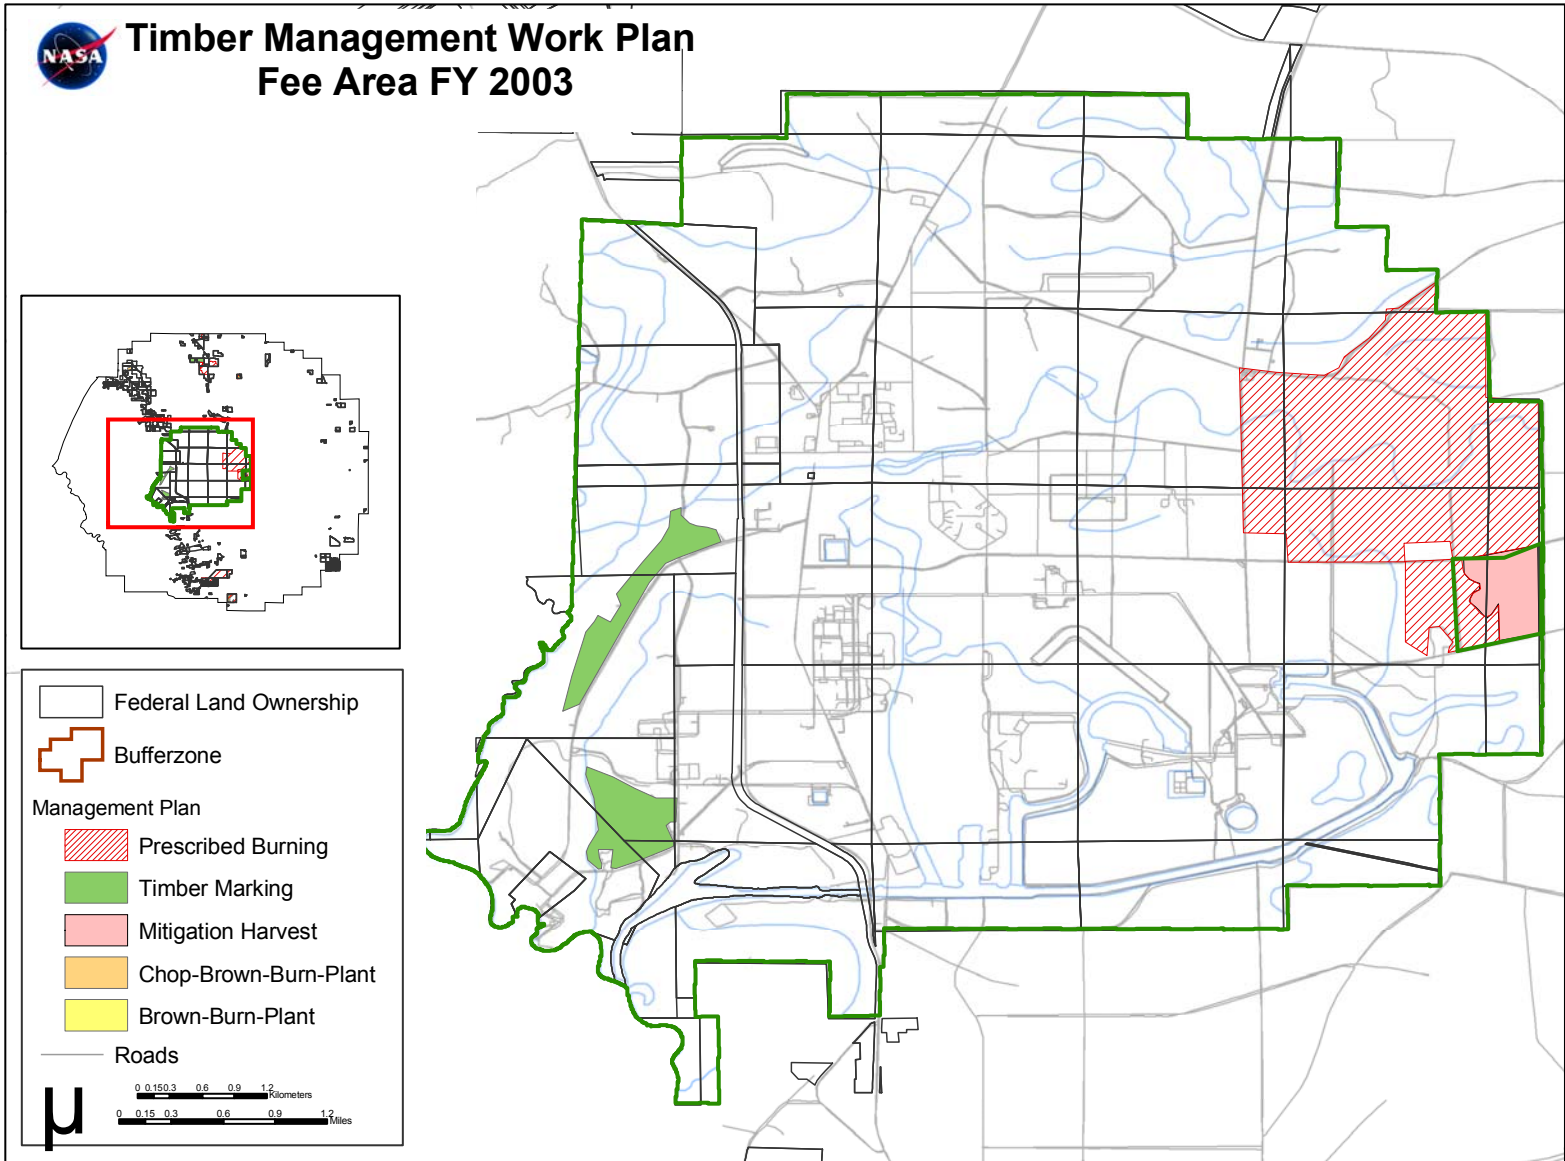 NASA
Timber Management Work Plan
Fee Area FY 2003
Federal Land Ownership
Bufferzone
Management Plan
Prescribed Burning
Timber Marking
Mitigation Harvest
Chop-Brown-Burn-Plant
Brown-Burn-Plant
Roads
µ
0 0.15 0.3 0.6 0.9 1.2
Kilometers
0 0.15 0.3 0.6 0.9 1.2
Miles